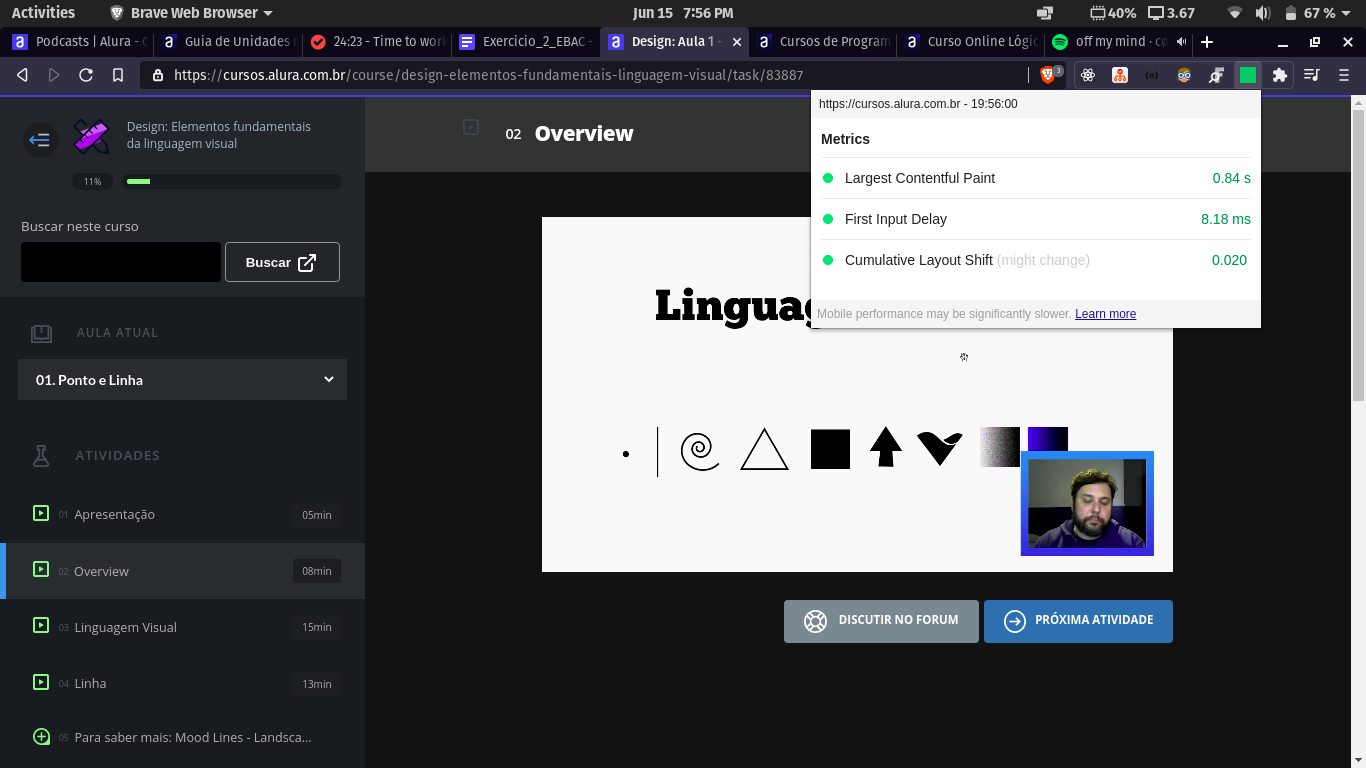 Activities
Brave Web Browser
Jun 15 7:56 PM
40%
3.67
67 %
Podcasts | Alura - C
Guia de Unidades
24:23 - Time to wor
Exercicio_2_EBAC -
Design: Aula 1 -
Cursos de Program
Curso Online Lógic
off my mind ·
https://cursos.alura.com.br/course/design-elementos-fundamentais-linguagem-visual/task/83887
3
Design: Elementos fundamentais
da linguagem visual
11%
Buscar neste curso
Buscar
AULA ATUAL
01. Ponto e Linha
ATIVIDADES
01 Apresentação 05min
02 Overview 08min
03 Linguagem Visual 15min
04 Linha 13min
05 Para saber mais: Mood Lines - Landsca...
02 Overview
https://cursos.alura.com.br - 19:56:00
Metrics
Largest Contentful Paint 0.84 s
First Input Delay 8.18 ms
Cumulative Layout Shift (might change) 0.020
Mobile performance may be significantly slower. Learn more
Linguag
DISCUTIR NO FORUM
PRÓXIMA ATIVIDADE